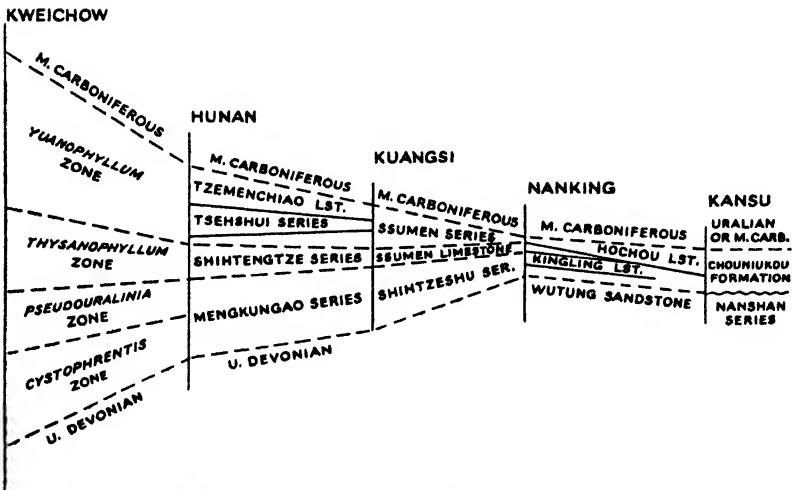 KWEICHOW
M. CARBONIFEROUS
YUANOPHYLLUM
ZONE
THYSANOPHYLLUM
ZONE
PSEUDOURALINIA
ZONE
CYSTOPHRENTIS
ZONE
U. DEVONIAN
HUNAN
M. CARBONIFEROUS
TZEMENCHIAO LST.
TSEHSHUI SERIES
SHIHTENGTZE SERIES
MENGKUNGAO SERIES
U. DEVONIAN
KUANGSI
M. CARBONIFEROUS
SSUMEN SERIES
SSUMEN LIMESTONE
SHIHTZESHU SER.
NANKING
M. CARBONIFEROUS
HOCHOU LST.
KINGLING LST.
WUTUNG SANDSTONE
KANSU
URALIAN
OR M.CARB.
CHOUNIUKOU
FORMATION
NANSHAN
SERIES